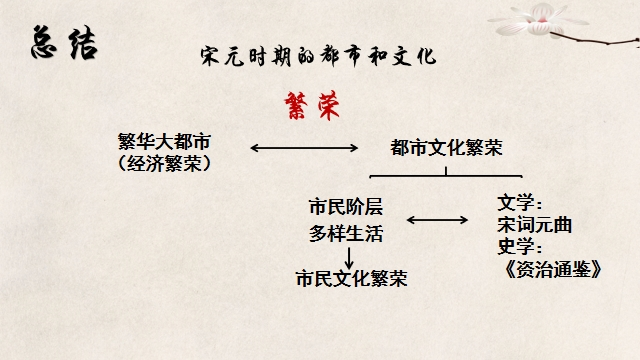 总结
宋元时期的都市和文化
繁荣
繁华大都市
（经济繁荣）
都市文化繁荣
市民阶层
多样生活
市民文化繁荣
文学：
宋词元曲
史学：
《资治通鉴》